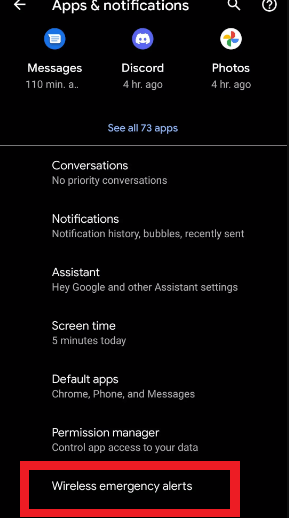 Apps & notifications
Messages
Discord
Photos
110 min. a..
4 hr. ago
4 hr. ago
See all 73 apps
Conversations
No priority conversations
Notifications
Notification history, bubbles, recently sent
Assistant
Hey Google and other Assistant settings
Screen time
5 minutes today
Default apps
Chrome, Phone, and Messages
Permission manager
Control app access to your data
Wireless emergency alerts